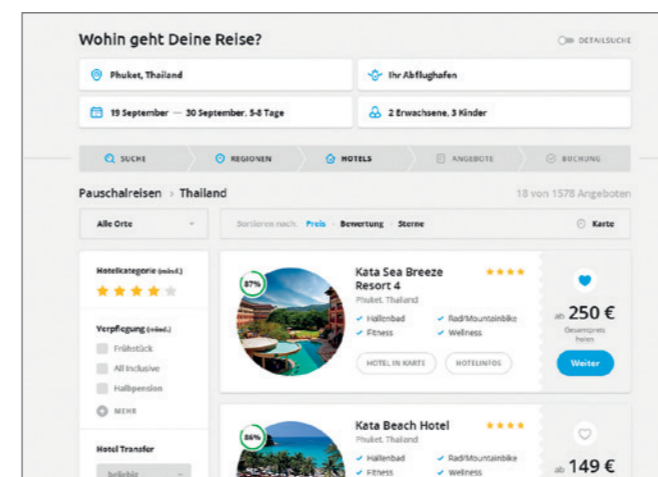 Wohin geht Deine Reise?
DETAILSUCHE
Phuket, Thailand
Ihr Abflughafen
19 September — 30 September, 5-8 Tage
2 Erwachsene, 3 Kinder
SUCHE
REGIONEN
HOTELS
ANGEBOTE
BUCHUNG
Pauschalreisen > Thailand
18 von 1578 Angeboten
Alle Orte
Sortieren nach: Preis · Bewertung · Sterne
Karte
Hotelkategorie (mind.)
Verpflegung (mind.)
Frühstück
All Inclusive
Halbpension
MEHR
Hotel Transfer
beliebig
87%
Kata Sea Breeze
Resort 4
Phuket, Thailand
Hallenbad
Rad/Mountainbike
Fitness
Wellness
HOTEL IN KARTE
HOTELINFOS
ab 250 €
Gesamtpreis
Weiter
86%
Kata Beach Hotel
Phuket, Thailand
Hallenbad
Rad/Mountainbike
Fitness
Wellness
ab 149 €